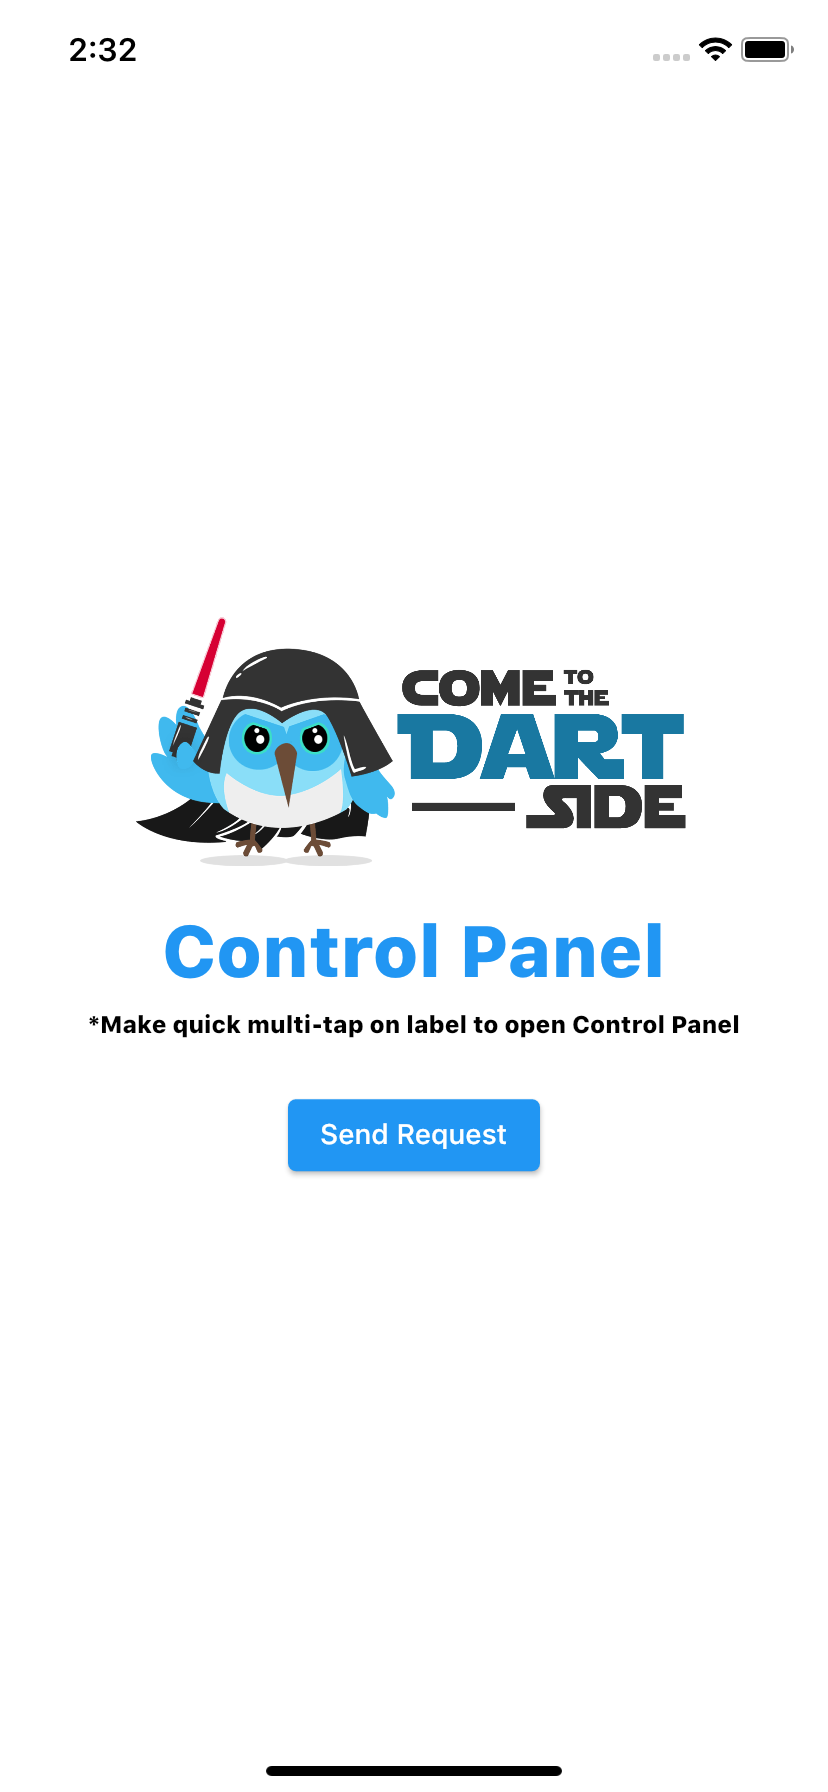 2:32
COME TO THE
DART
SIDE
Control Panel
*Make quick multi-tap on label to open Control Panel
Send Request